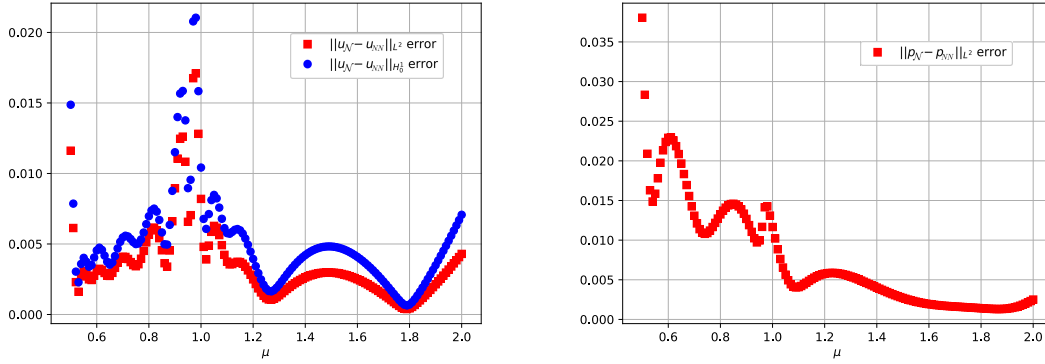 0.020
0.015
0.010
0.005
0.000
0.6 0.8 1.0 1.2 1.4 1.6 1.8 2.0
μ
||u_𝒩 − u_NN||_L² error
||u_𝒩 − u_NN||_H₀¹ error
0.035
0.030
0.025
0.020
0.015
0.010
0.005
0.000
0.6 0.8 1.0 1.2 1.4 1.6 1.8 2.0
μ
||p_𝒩 − p_NN||_L² error